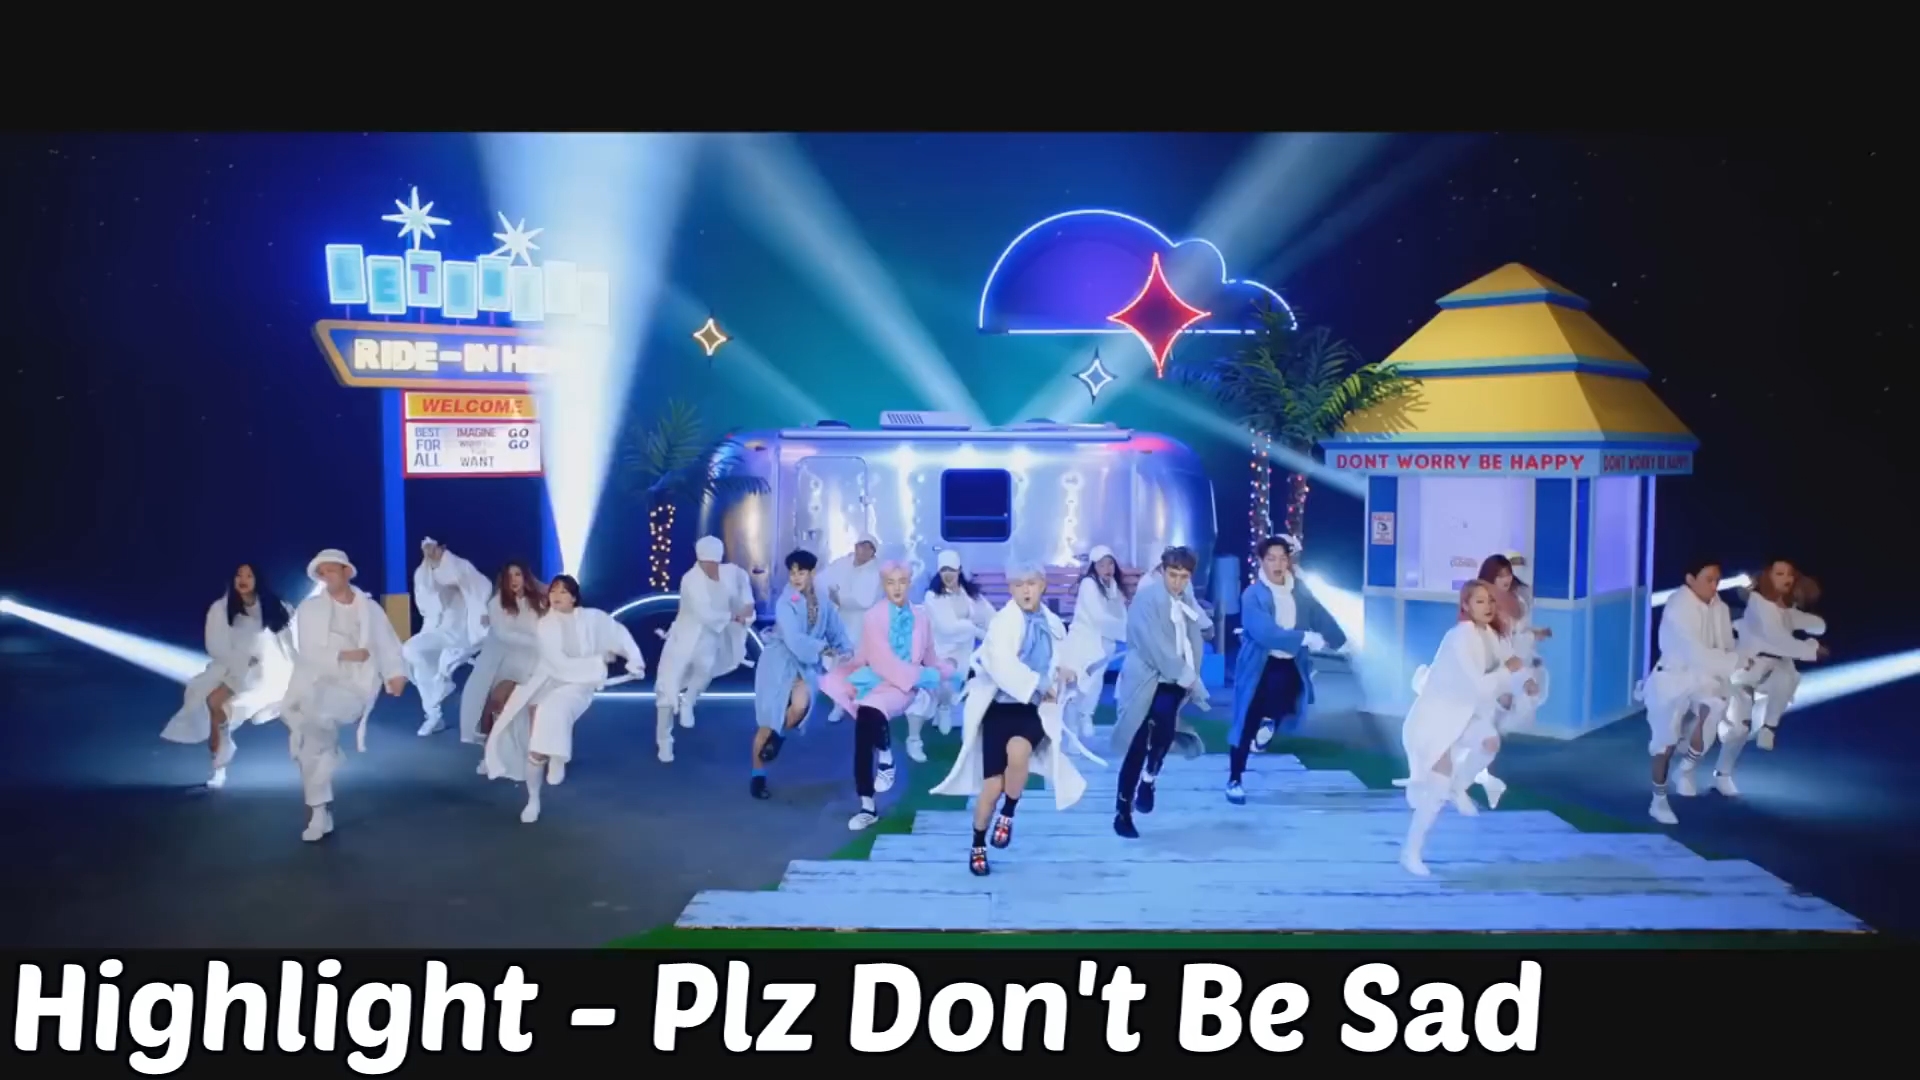 RIDE-IN
WELCOME
BEST IMAGINE GO
FOR GO
ALL WANT
DONT WORRY BE HAPPY DONT WORRY BE HAPPY
Highlight - Plz Don't Be Sad